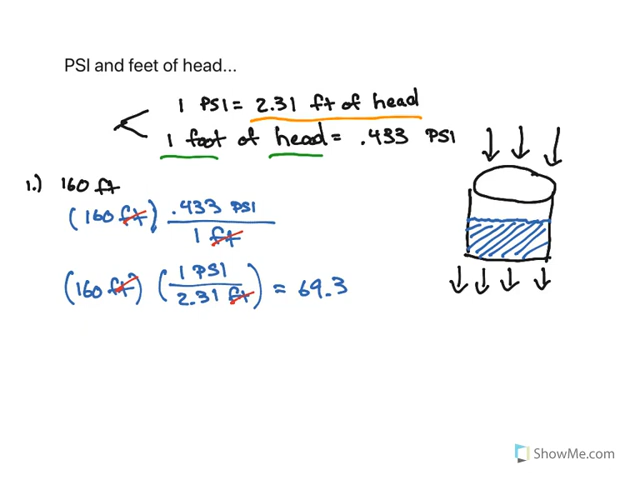 PSI and feet of head...
1 PSI = 2.31 ft of head
1 foot of head = .433 PSI
1.) 160 ft
(160 ft) .433 PSI
1 ft
(160 ft) (1 PSI
2.31 ft) = 69.3
ShowMe.com